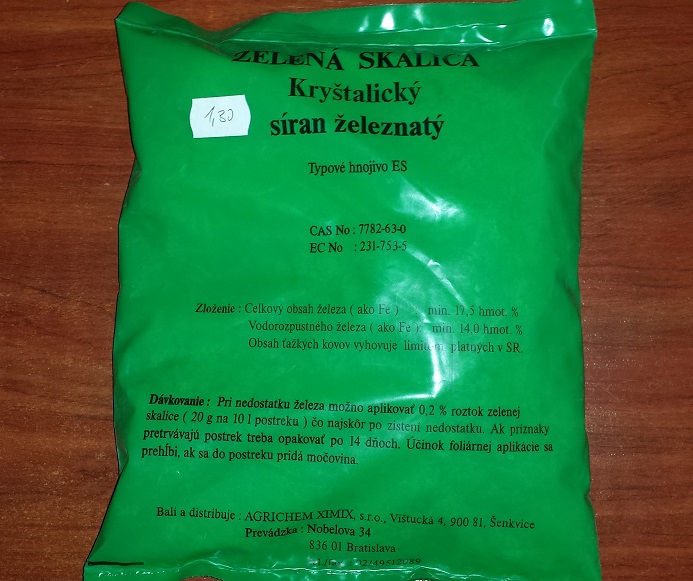 ZELENÁ SKALICA
Kryštalický
síran železnatý
1,30
Typové hnojivo ES
CAS No : 7782-63-0
EC No : 231-753-5
Zloženie : Celkový obsah železa ( ako Fe ) min. 17,5 hmot. %
Vodorozpustného železa ( ako Fe ) min. 14,0 hmot. %
Obsah ťažkých kovov vyhovuje limitom platných v SR.
Dávkovanie : Pri nedostatku železa možno aplikovať 0,2 % roztok zelenej
skalice ( 20 g na 10 l postreku ) čo najskôr po zistení nedostatku. Ak príznaky
pretrvávajú postrek treba opakovať po 14 dňoch. Účinok foliárnej aplikácie sa
prehĺbi, ak sa do postreku pridá močovina.
Balí a distribuje : AGRICHEM XIMIX, s.r.o., Vištucká 4, 900 81, Šenkvice
Prevádzka : Nobelova 34
836 01 Bratislava